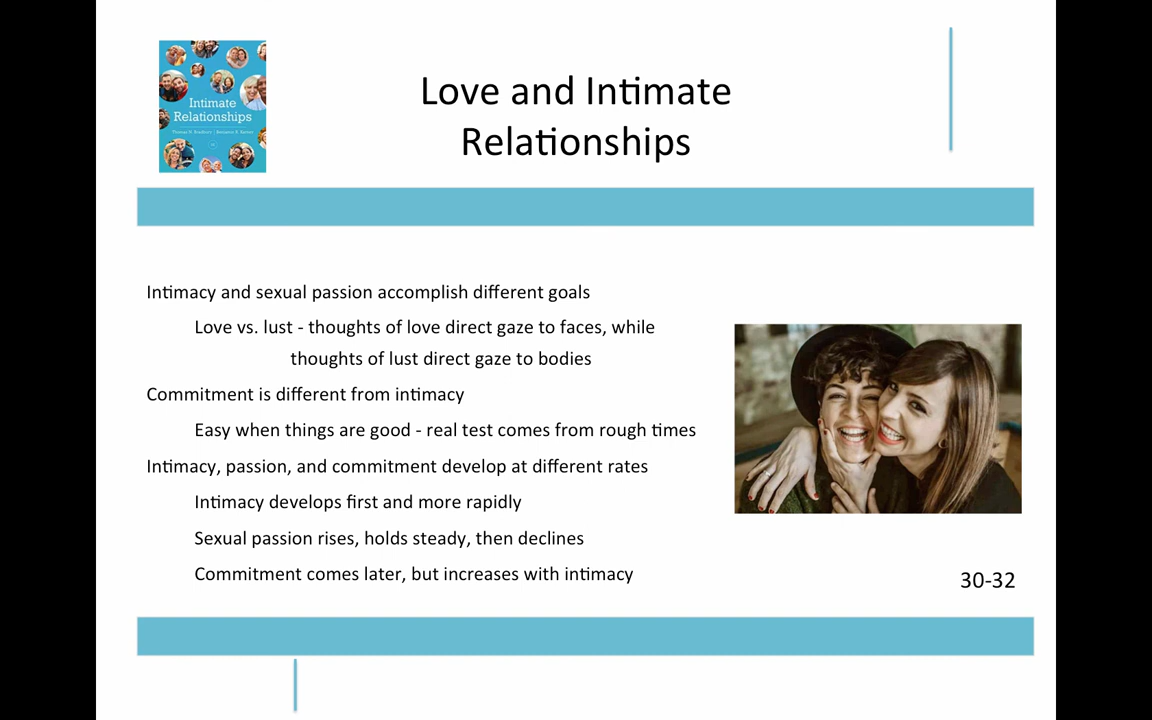 Intimate
Relationships
Thomas N. Bradbury | Benjamin R. Karney
Love and Intimate
Relationships
Intimacy and sexual passion accomplish different goals
Love vs. lust - thoughts of love direct gaze to faces, while
thoughts of lust direct gaze to bodies
Commitment is different from intimacy
Easy when things are good - real test comes from rough times
Intimacy, passion, and commitment develop at different rates
Intimacy develops first and more rapidly
Sexual passion rises, holds steady, then declines
Commitment comes later, but increases with intimacy
30-32